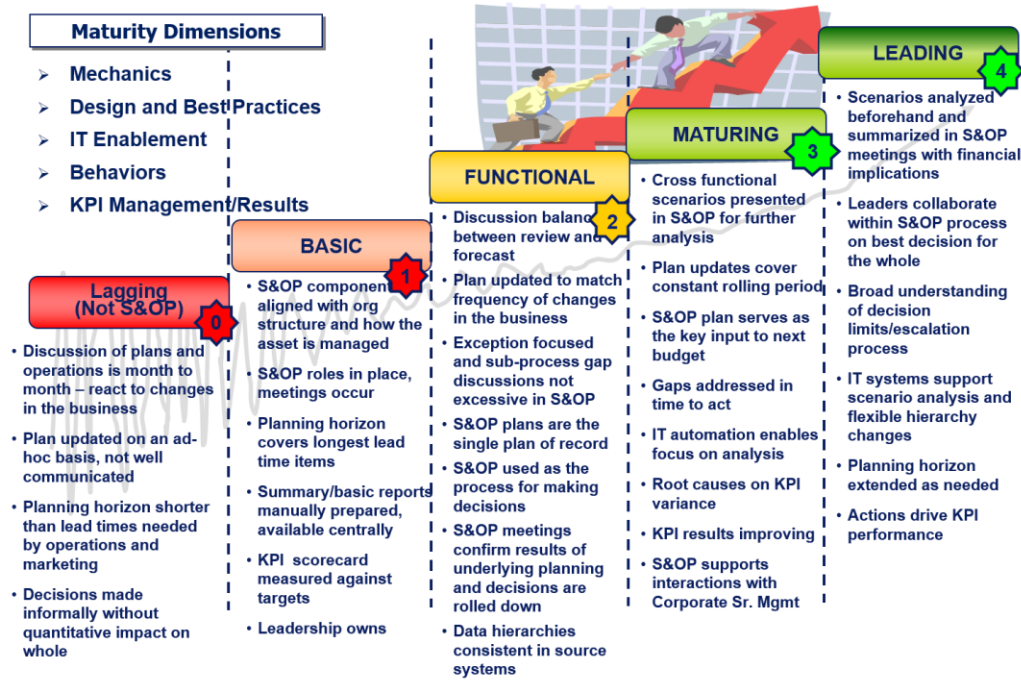 Maturity Dimensions
Mechanics
Design and Best Practices
IT Enablement
Behaviors
KPI Management/Results
Lagging
(Not S&OP)
0
• Discussion of plans and
operations is month to
month – react to changes
in the business
• Plan updated on an ad-
hoc basis, not well
communicated
• Planning horizon shorter
than lead times needed
by operations and
marketing
• Decisions made
informally without
quantitative impact on
whole
BASIC
1
• S&OP component
aligned with org
structure and how the
asset is managed
• S&OP roles in place,
meetings occur
• Planning horizon
covers longest lead
time items
• Summary/basic reports
manually prepared,
available centrally
• KPI scorecard
measured against
targets
• Leadership owns
FUNCTIONAL
2
• Discussion balanc
between review and
forecast
• Plan updated to match
frequency of changes
in the business
• Exception focused
and sub-process gap
discussions not
excessive in S&OP
• S&OP plans are the
single plan of record
• S&OP used as the
process for making
decisions
• S&OP meetings
confirm results of
underlying planning
and decisions are
rolled down
• Data hierarchies
consistent in source
systems
MATURING
3
• Cross functional
scenarios presented
in S&OP for further
analysis
• Plan updates cover
constant rolling period
• S&OP plan serves as
the key input to next
budget
• Gaps addressed in
time to act
• IT automation enables
focus on analysis
• Root causes on KPI
variance
• KPI results improving
• S&OP supports
interactions with
Corporate Sr. Mgmt
LEADING
4
• Scenarios analyzed
beforehand and
summarized in S&OP
meetings with financial
implications
• Leaders collaborate
within S&OP process
on best decision for
the whole
• Broad understanding
of decision
limits/escalation
process
• IT systems support
scenario analysis and
flexible hierarchy
changes
• Planning horizon
extended as needed
• Actions drive KPI
performance